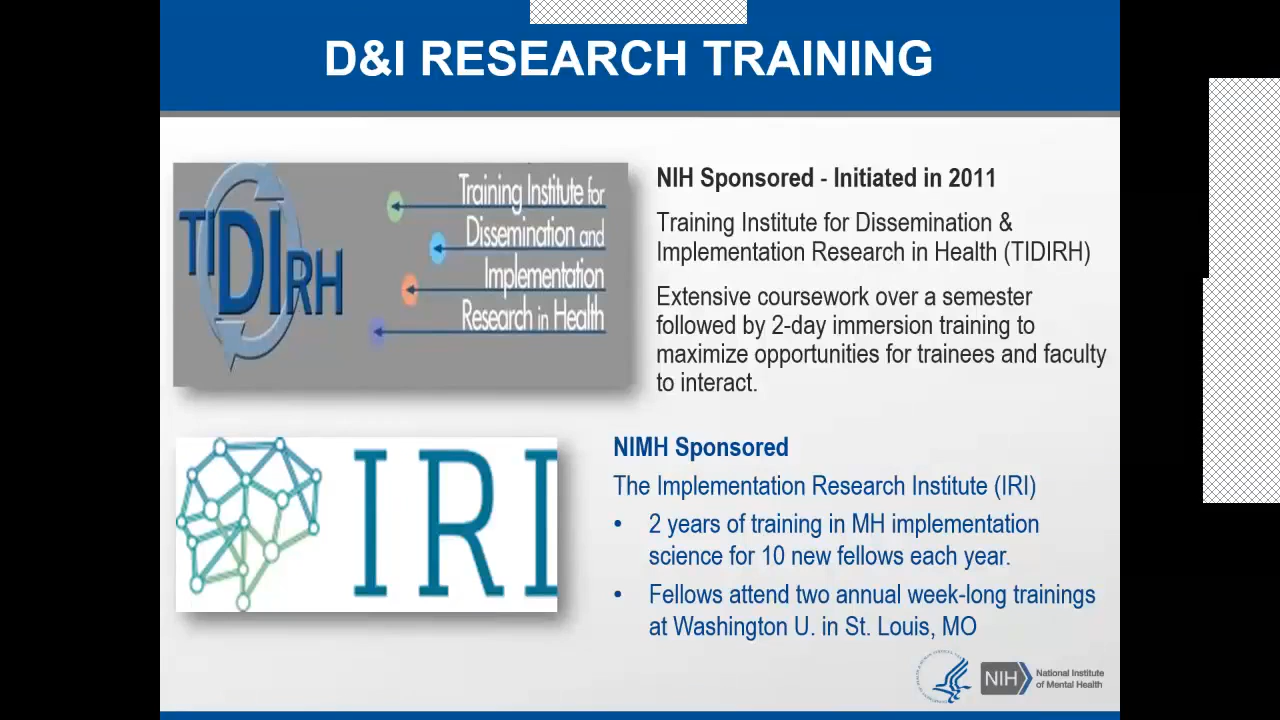 D&I RESEARCH TRAINING
TIDIRH
Training Institute for
Dissemination and
Implementation
Research in Health
NIH Sponsored - Initiated in 2011
Training Institute for Dissemination &
Implementation Research in Health (TIDIRH)
Extensive coursework over a semester
followed by 2-day immersion training to
maximize opportunities for trainees and faculty
to interact.
IRI
NIMH Sponsored
The Implementation Research Institute (IRI)
• 2 years of training in MH implementation
science for 10 new fellows each year.
• Fellows attend two annual week-long trainings
at Washington U. in St. Louis, MO
NIH
National Institute
of Mental Health